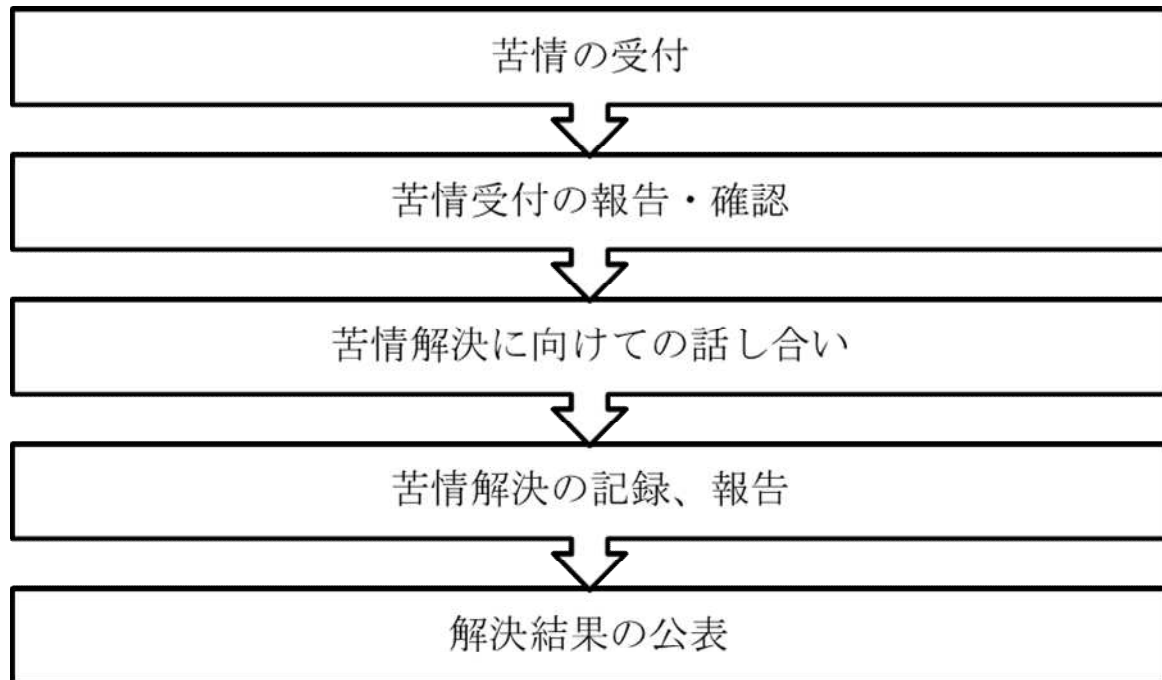 苦情の受付
苦情受付の報告・確認
苦情解決に向けての話し合い
苦情解決の記録、報告
解決結果の公表